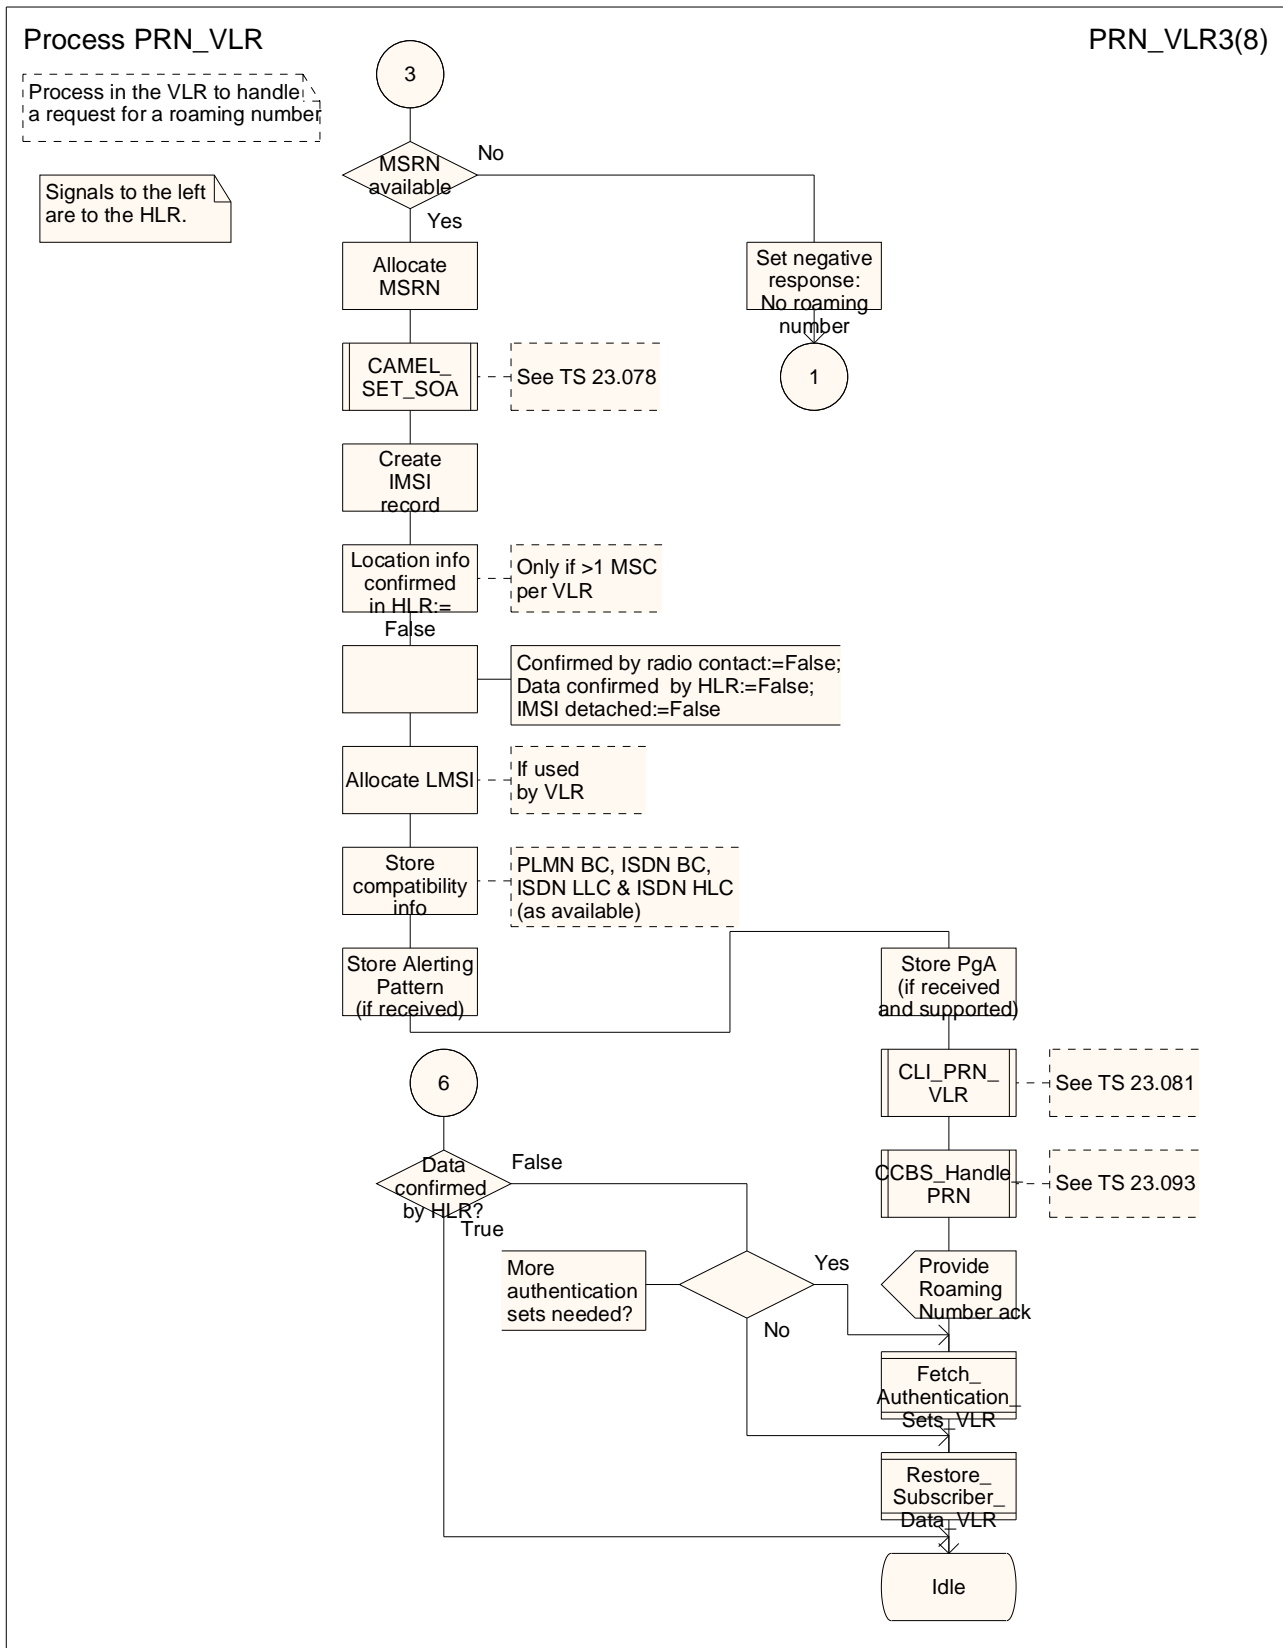 Process PRN_VLR
PRN_VLR3(8)
Process in the VLR to handle
a request for a roaming number
Signals to the left
are to the HLR.
3
MSRN
available
No
Yes
Allocate
MSRN
Set negative
response:
No roaming
number
1
CAMEL_
SET_SOA
See TS 23.078
Create
IMSI
record
Location info
confirmed
in HLR:=
False
Only if >1 MSC
per VLR
Confirmed by radio contact:=False;
Data confirmed  by HLR:=False;
IMSI detached:=False
Allocate LMSI
If used
by VLR
Store
compatibility
info
PLMN BC, ISDN BC,
ISDN LLC & ISDN HLC
(as available)
Store Alerting
Pattern
(if received)
Store PgA
(if received
and supported)
6
CLI_PRN_
VLR
See TS 23.081
Data
confirmed
by HLR?
False
True
CCBS_Handle_
PRN
See TS 23.093
More
authentication
sets needed?
Yes
No
Provide
Roaming
Number ack
Fetch_
Authentication_
Sets_VLR
Restore_
Subscriber_
Data_VLR
Idle